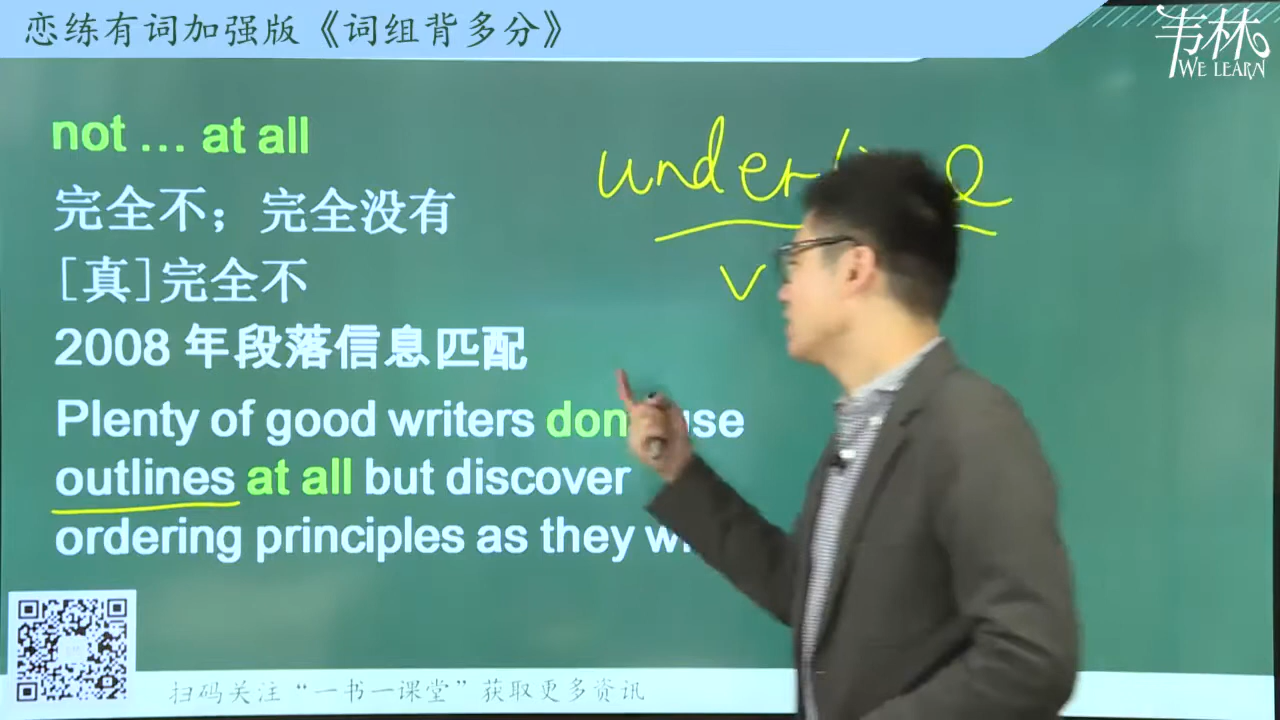 恋练有词加强版《词组背多分》
韦林
WE LEARN
not ... at all
完全不；完全没有
[真]完全不
2008 年段落信息匹配
Plenty of good writers don
outlines at all but discover
ordering principles as they
v
扫码关注“一书一课堂”获取更多资讯